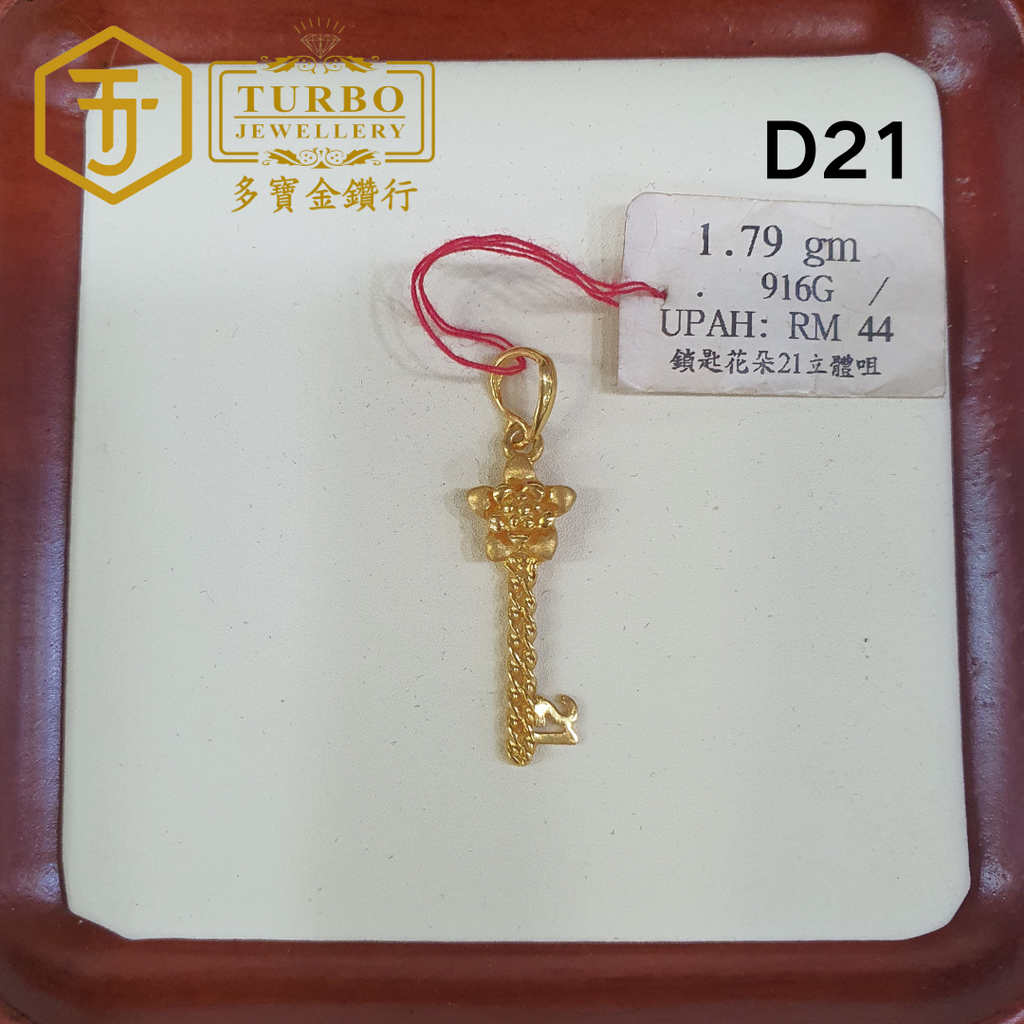 TJ
TURBO
JEWELLERY
多寶金鑽行
D21
1.79 gm
. 916G /
UPAH: RM 44
鎖匙花朵21立體咀
21